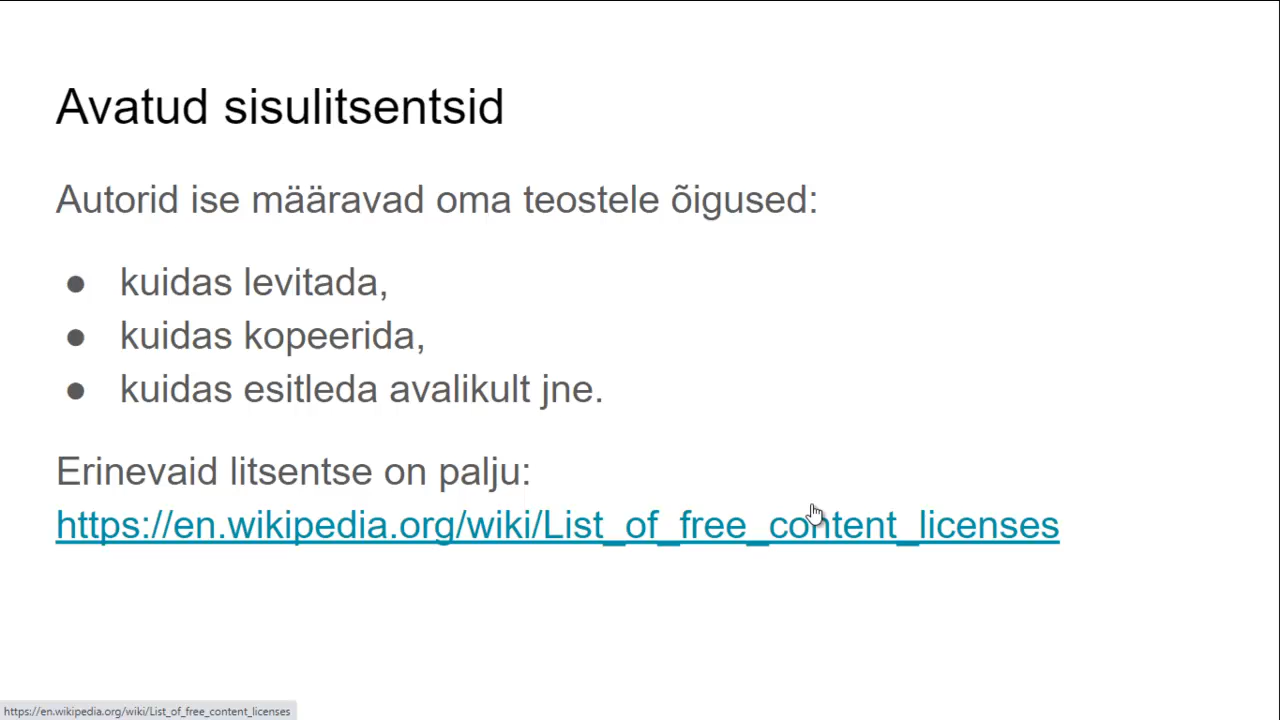 Avatud sisulitsentsid
Autorid ise määravad oma teostele õigused:
● kuidas levitada,
● kuidas kopeerida,
● kuidas esitleda avalikult jne.
Erinevaid litsentse on palju:
https://en.wikipedia.org/wiki/List_of_free_content_licenses
https://en.wikipedia.org/wiki/List_of_free_content_licenses